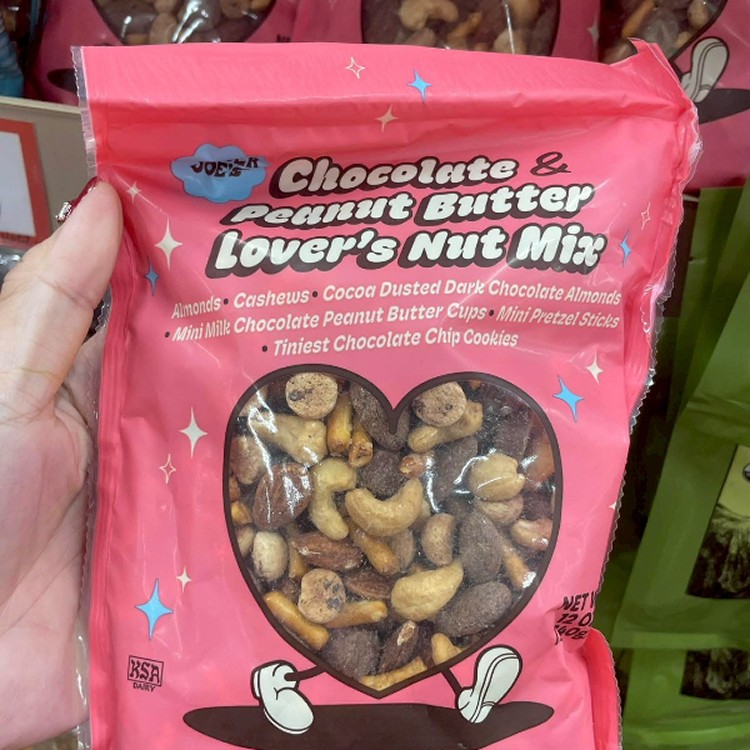 JOE'S
Chocolate &
Peanut Butter
Lover's Nut Mix
Almonds • Cashews • Cocoa Dusted Dark Chocolate Almonds
• Mini Milk Chocolate Peanut Butter Cups • Mini Pretzel Sticks
• Tiniest Chocolate Chip Cookies
NET
12
KSA
DAIRY